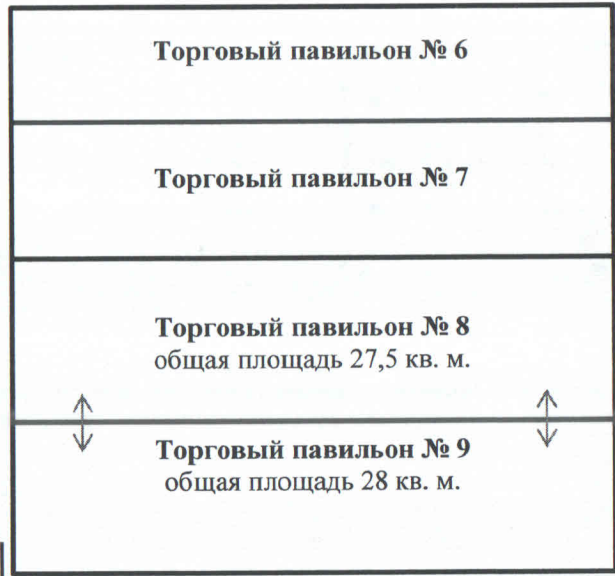 Торговый павильон № 6
Торговый павильон № 7
Торговый павильон № 8
общая площадь 27,5 кв. м.
Торговый павильон № 9
общая площадь 28 кв. м.